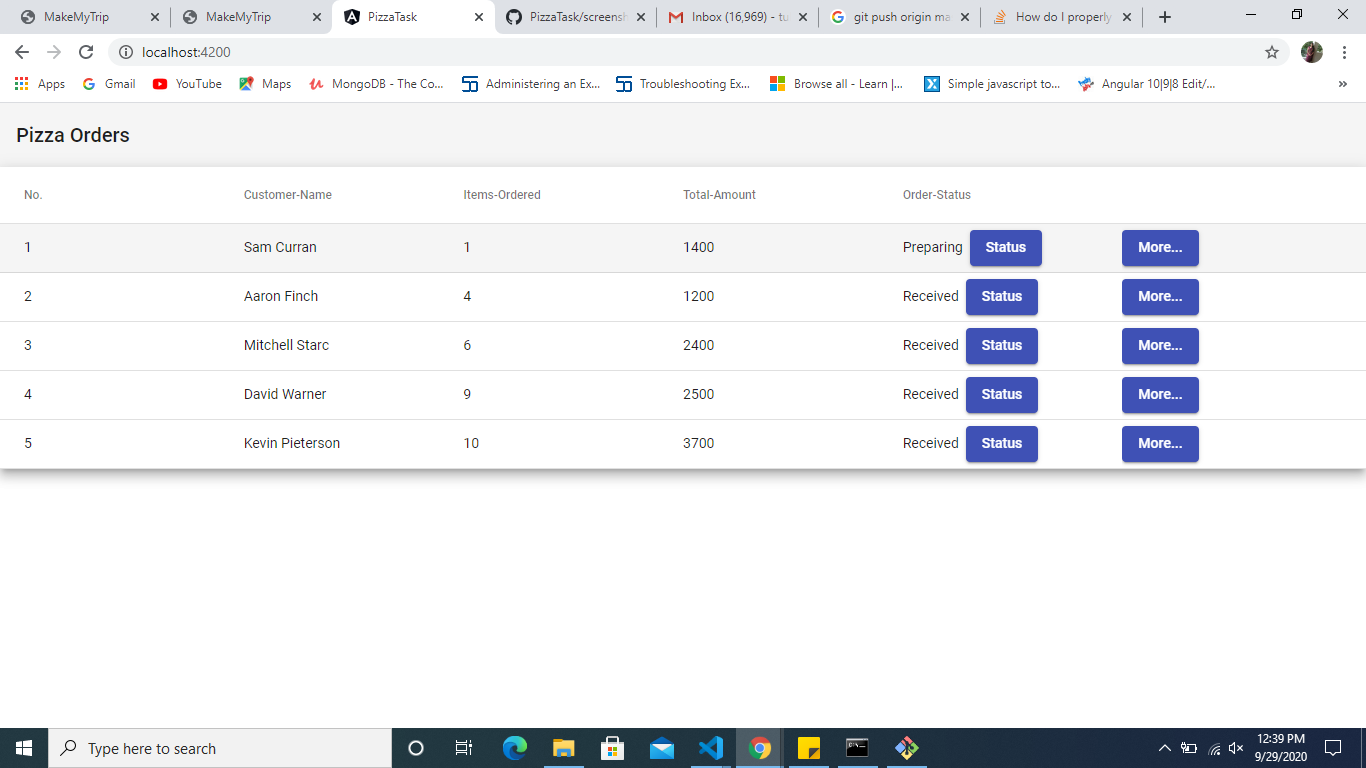 MakeMyTrip MakeMyTrip PizzaTask PizzaTask/screensh Inbox (16,969) - tu git push origin ma How do I properly
localhost:4200
Apps Gmail YouTube Maps MongoDB - The Co... Administering an Ex... Troubleshooting Ex... Browse all - Learn |... Simple javascript to... Angular 10|9|8 Edit/... »
Pizza Orders
No. Customer-Name Items-Ordered Total-Amount Order-Status
1 Sam Curran 1 1400 Preparing Status More...
2 Aaron Finch 4 1200 Received Status More...
3 Mitchell Starc 6 2400 Received Status More...
4 David Warner 9 2500 Received Status More...
5 Kevin Pieterson 10 3700 Received Status More...
Type here to search
12:39 PM
9/29/2020